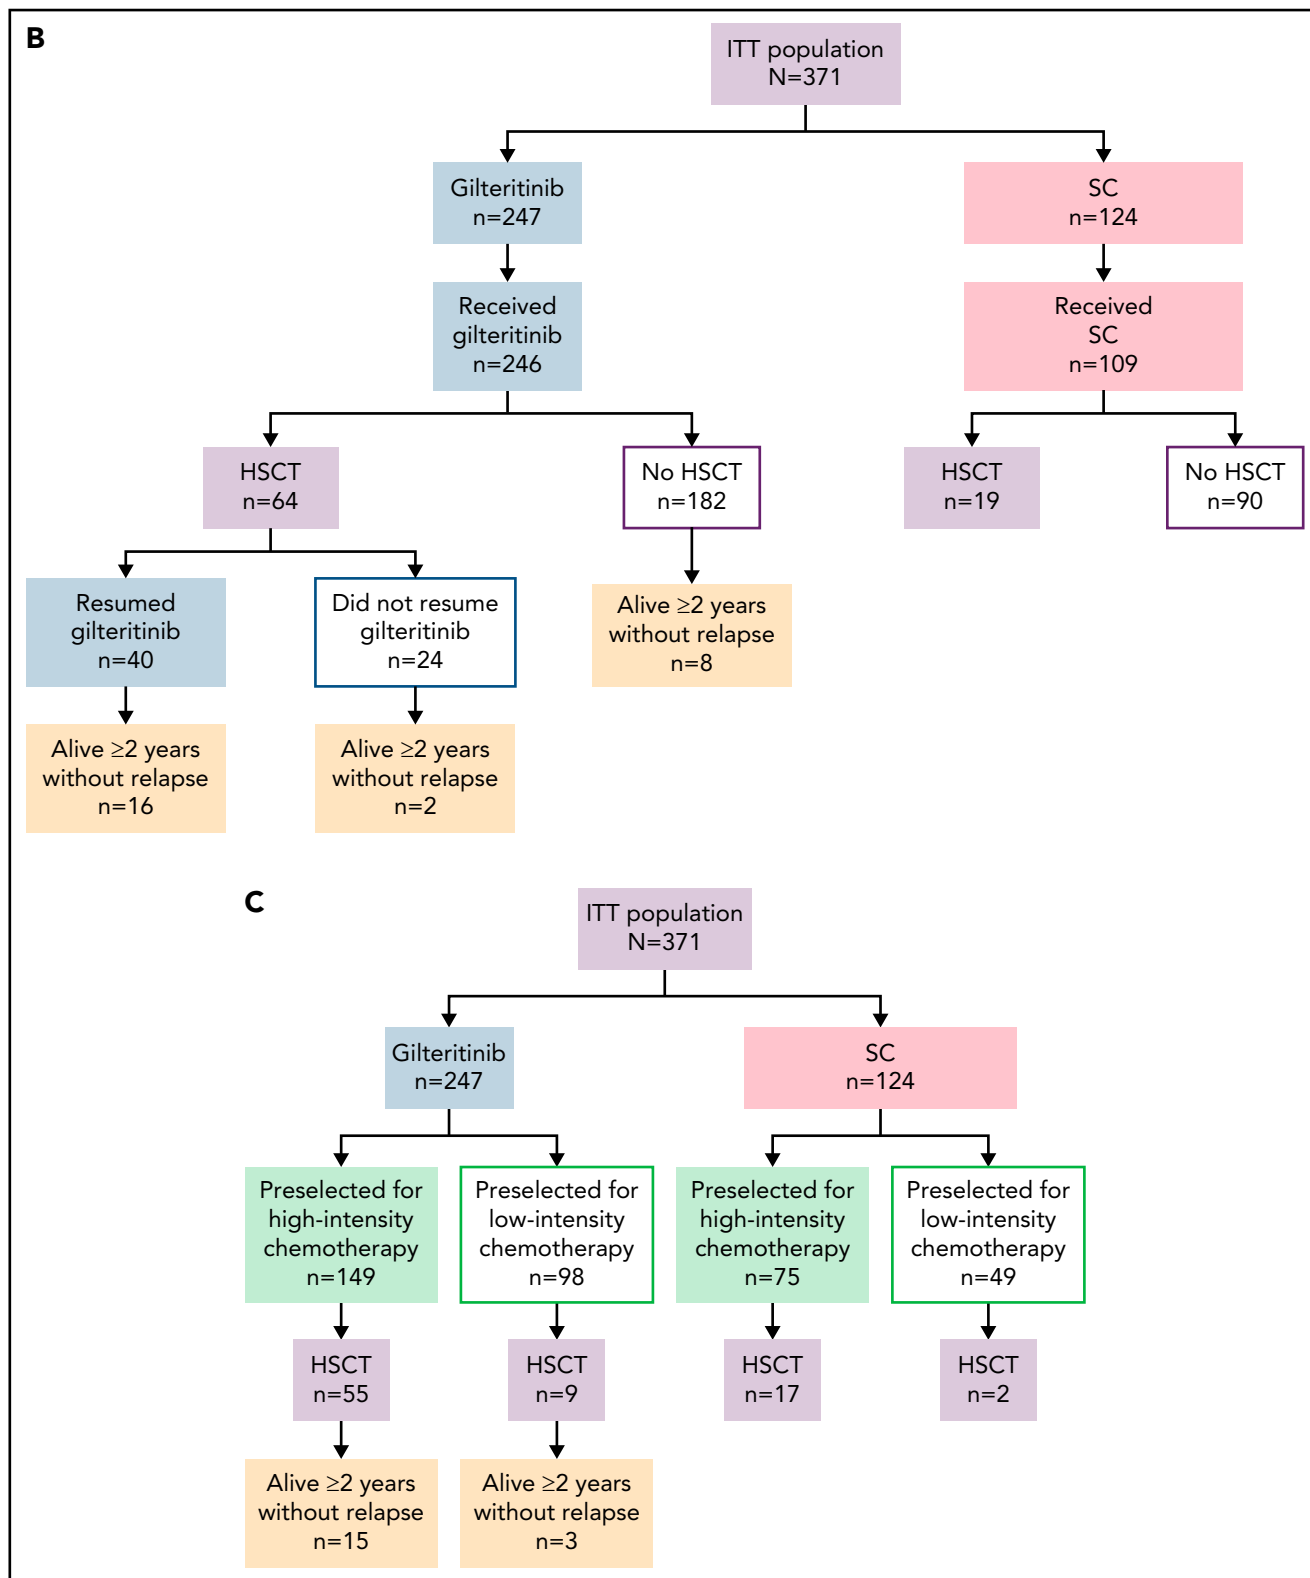 B
ITT population
N=371
Gilteritinib
n=247
SC
n=124
Received
gilteritinib
n=246
Received
SC
n=109
HSCT
n=64
No HSCT
n=182
HSCT
n=19
No HSCT
n=90
Resumed
gilteritinib
n=40
Did not resume
gilteritinib
n=24
Alive ≥2 years
without relapse
n=8
Alive ≥2 years
without relapse
n=16
Alive ≥2 years
without relapse
n=2
C
ITT population
N=371
Gilteritinib
n=247
SC
n=124
Preselected for
high-intensity
chemotherapy
n=149
Preselected for
low-intensity
chemotherapy
n=98
Preselected for
high-intensity
chemotherapy
n=75
Preselected for
low-intensity
chemotherapy
n=49
HSCT
n=55
HSCT
n=9
HSCT
n=17
HSCT
n=2
Alive ≥2 years
without relapse
n=15
Alive ≥2 years
without relapse
n=3